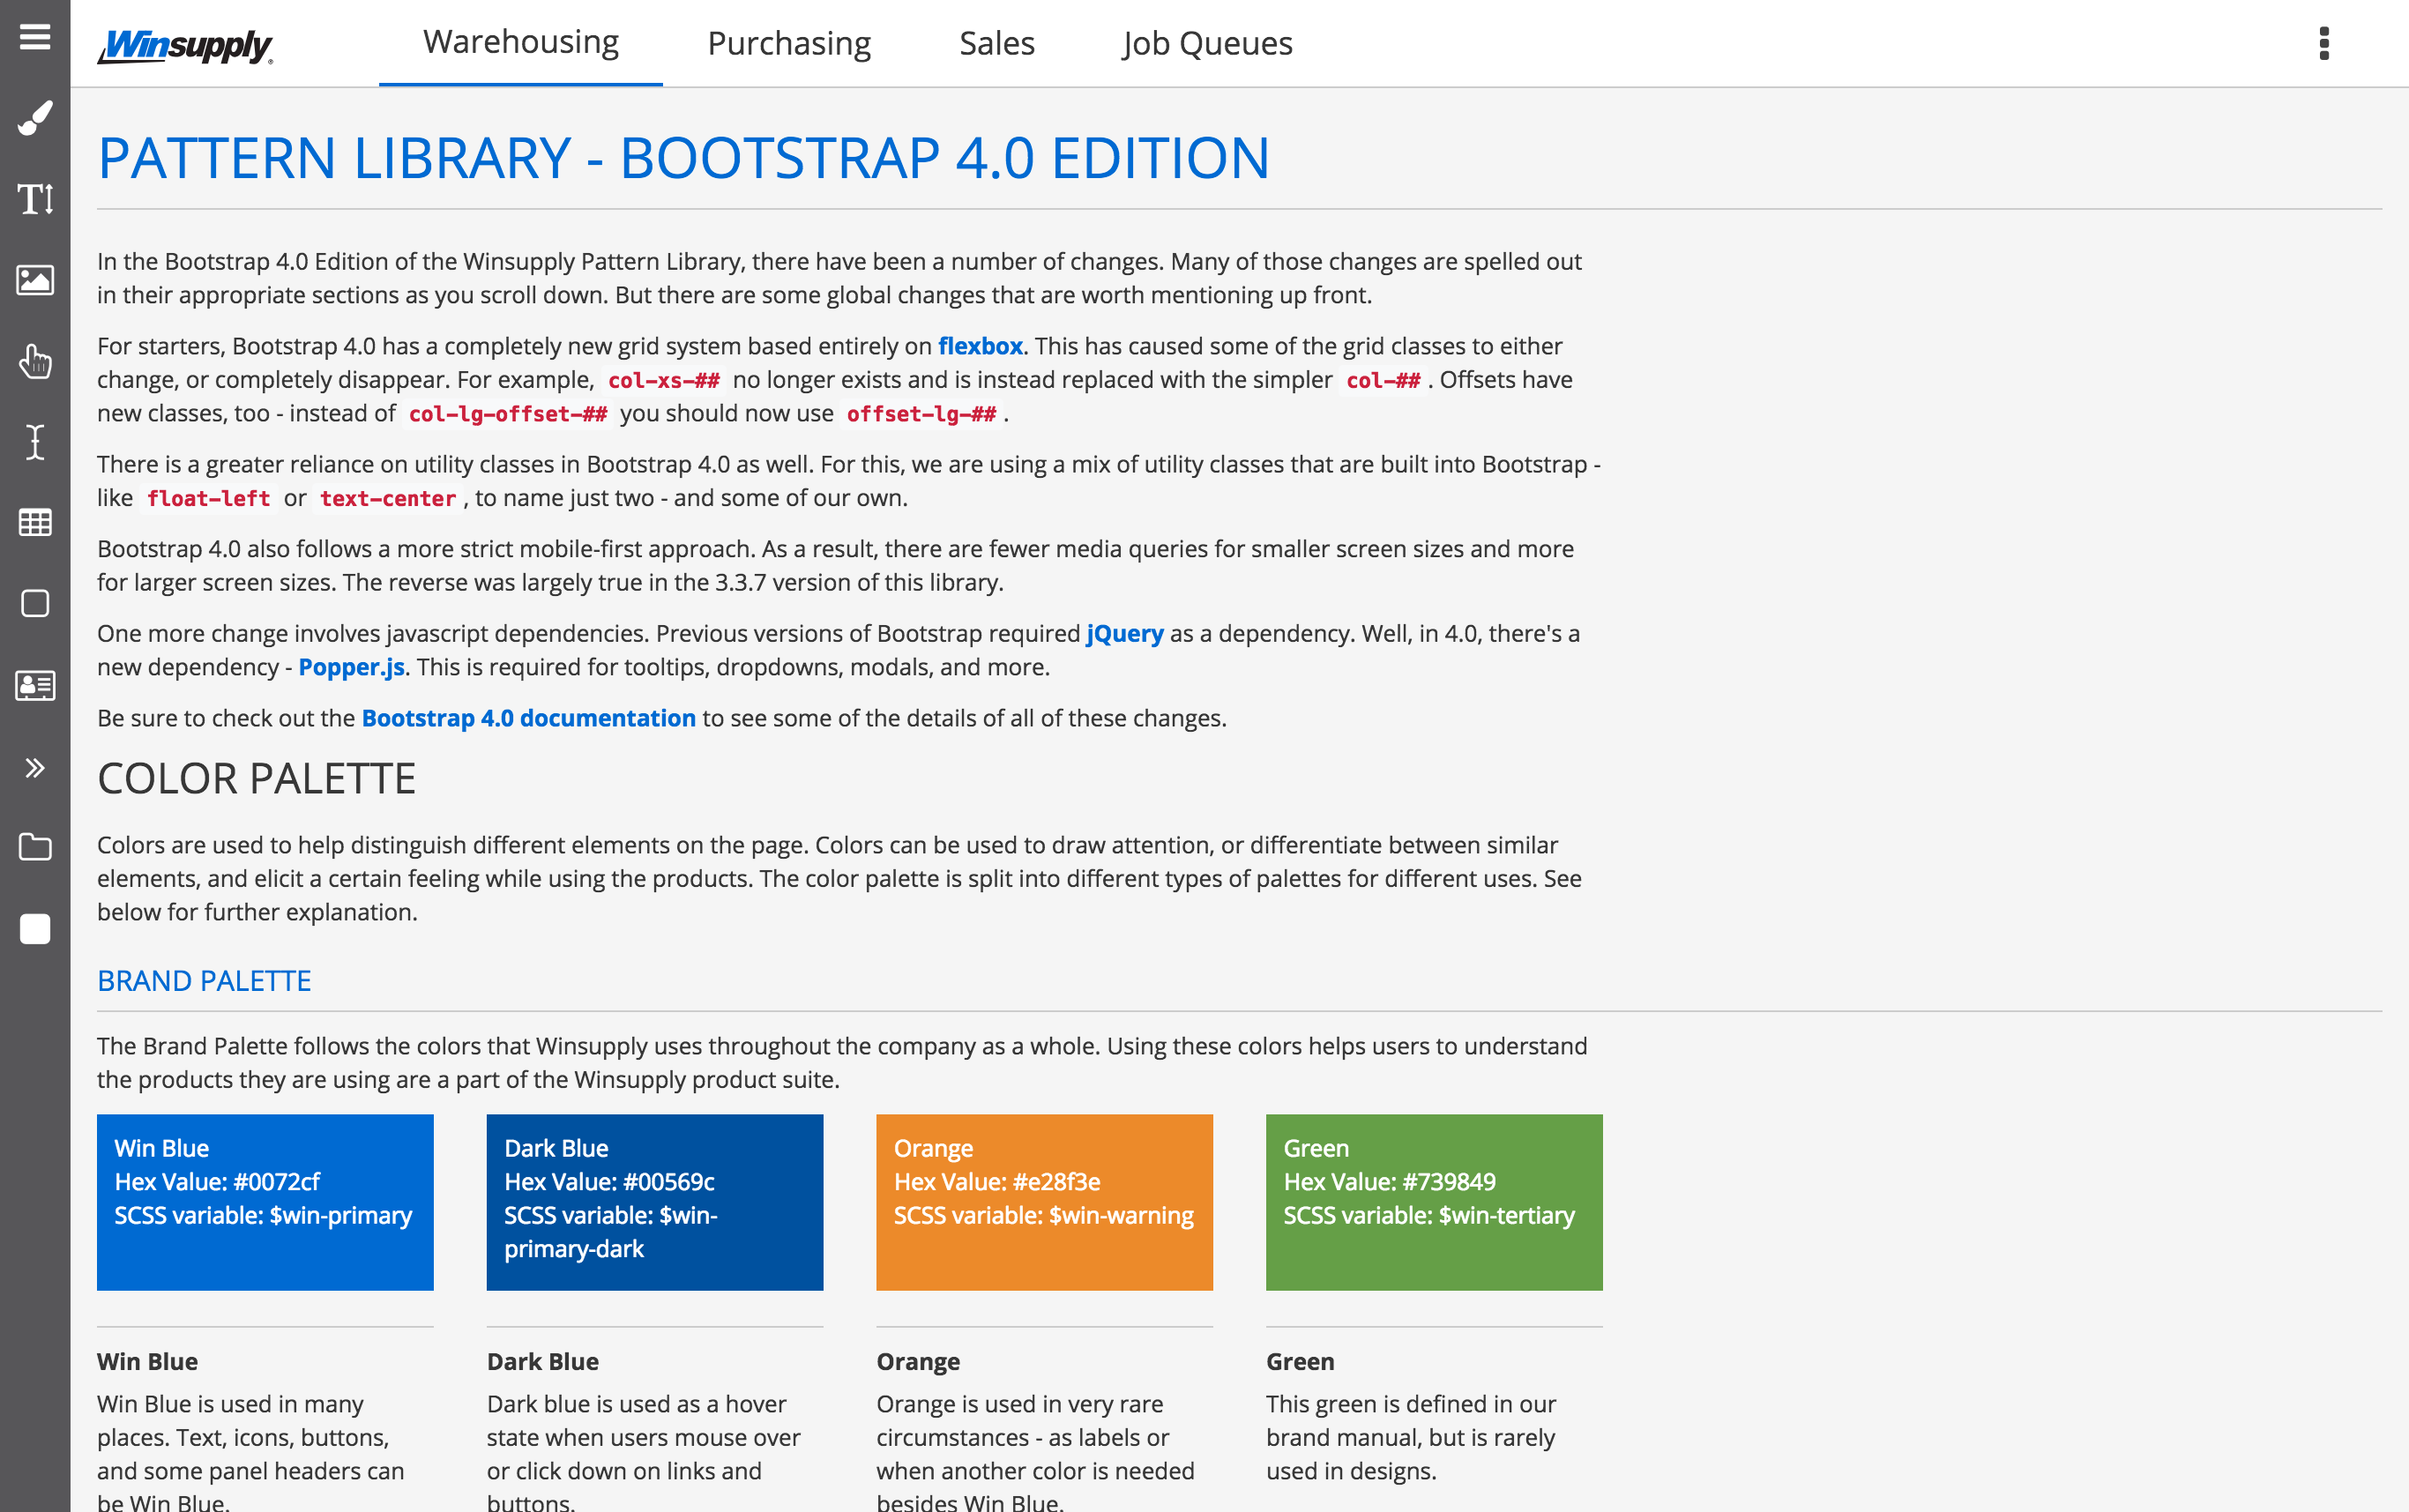 Winsupply
Warehousing
Purchasing
Sales
Job Queues
PATTERN LIBRARY - BOOTSTRAP 4.0 EDITION
In the Bootstrap 4.0 Edition of the Winsupply Pattern Library, there have been a number of changes. Many of those changes are spelled out
in their appropriate sections as you scroll down. But there are some global changes that are worth mentioning up front.
For starters, Bootstrap 4.0 has a completely new grid system based entirely on flexbox. This has caused some of the grid classes to either
change, or completely disappear. For example, col-xs-## no longer exists and is instead replaced with the simpler col-## . Offsets have
new classes, too - instead of col-lg-offset-## you should now use offset-lg-## .
There is a greater reliance on utility classes in Bootstrap 4.0 as well. For this, we are using a mix of utility classes that are built into Bootstrap -
like float-left or text-center , to name just two - and some of our own.
Bootstrap 4.0 also follows a more strict mobile-first approach. As a result, there are fewer media queries for smaller screen sizes and more
for larger screen sizes. The reverse was largely true in the 3.3.7 version of this library.
One more change involves javascript dependencies. Previous versions of Bootstrap required jQuery as a dependency. Well, in 4.0, there's a
new dependency - Popper.js. This is required for tooltips, dropdowns, modals, and more.
Be sure to check out the Bootstrap 4.0 documentation to see some of the details of all of these changes.
COLOR PALETTE
Colors are used to help distinguish different elements on the page. Colors can be used to draw attention, or differentiate between similar
elements, and elicit a certain feeling while using the products. The color palette is split into different types of palettes for different uses. See
below for further explanation.
BRAND PALETTE
The Brand Palette follows the colors that Winsupply uses throughout the company as a whole. Using these colors helps users to understand
the products they are using are a part of the Winsupply product suite.
Win Blue
Hex Value: #0072cf
SCSS variable: $win-primary
Dark Blue
Hex Value: #00569c
SCSS variable: $win-
primary-dark
Orange
Hex Value: #e28f3e
SCSS variable: $win-warning
Green
Hex Value: #739849
SCSS variable: $win-tertiary
Win Blue
Win Blue is used in many
places. Text, icons, buttons,
and some panel headers can
be Win Blue.
Dark Blue
Dark blue is used as a hover
state when users mouse over
or click down on links and
buttons.
Orange
Orange is used in very rare
circumstances - as labels or
when another color is needed
besides Win Blue.
Green
This green is defined in our
brand manual, but is rarely
used in designs.